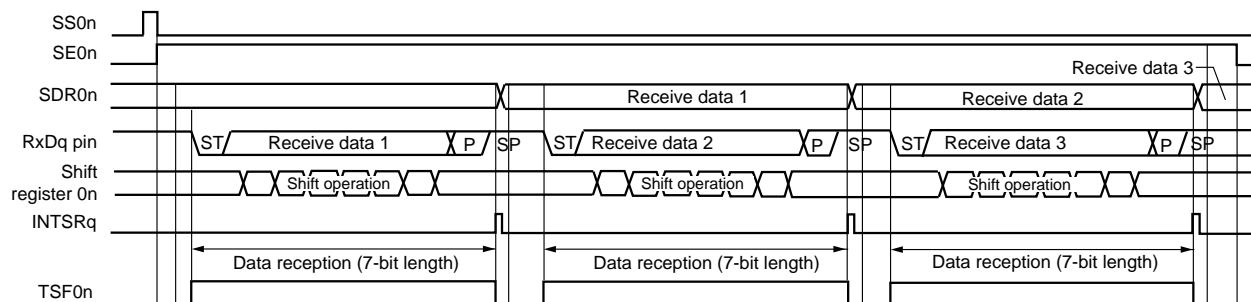 SS0n
SE0n
Receive data 3
SDR0n
Receive data 1
Receive data 2
RxDq pin
ST
Receive data 1
P
SP
ST
Receive data 2
P
SP
ST
Receive data 3
P
SP
Shift
register 0n
Shift operation
Shift operation
Shift operation
INTSRq
Data reception (7-bit length)
Data reception (7-bit length)
Data reception (7-bit length)
TSF0n